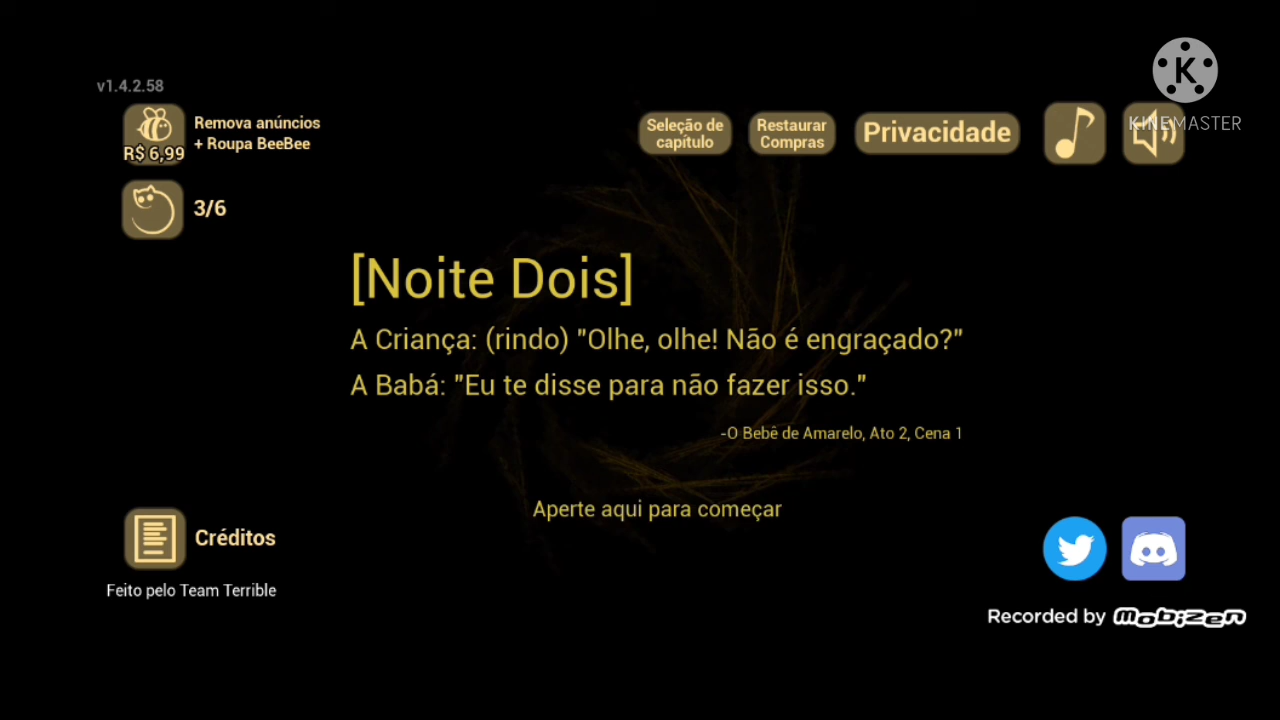 v1.4.2.58
Remova anúncios
+ Roupa BeeBee
R$ 6,99
Seleção de
capítulo
Restaurar
Compras
Privacidade
KINEMASTER
3/6
[Noite Dois]
A Criança: (rindo) "Olhe, olhe! Não é engraçado?"
A Babá: "Eu te disse para não fazer isso."
-O Bebê de Amarelo, Ato 2, Cena 1
Aperte aqui para começar
Créditos
Feito pelo Team Terrible
Recorded by Mobizen